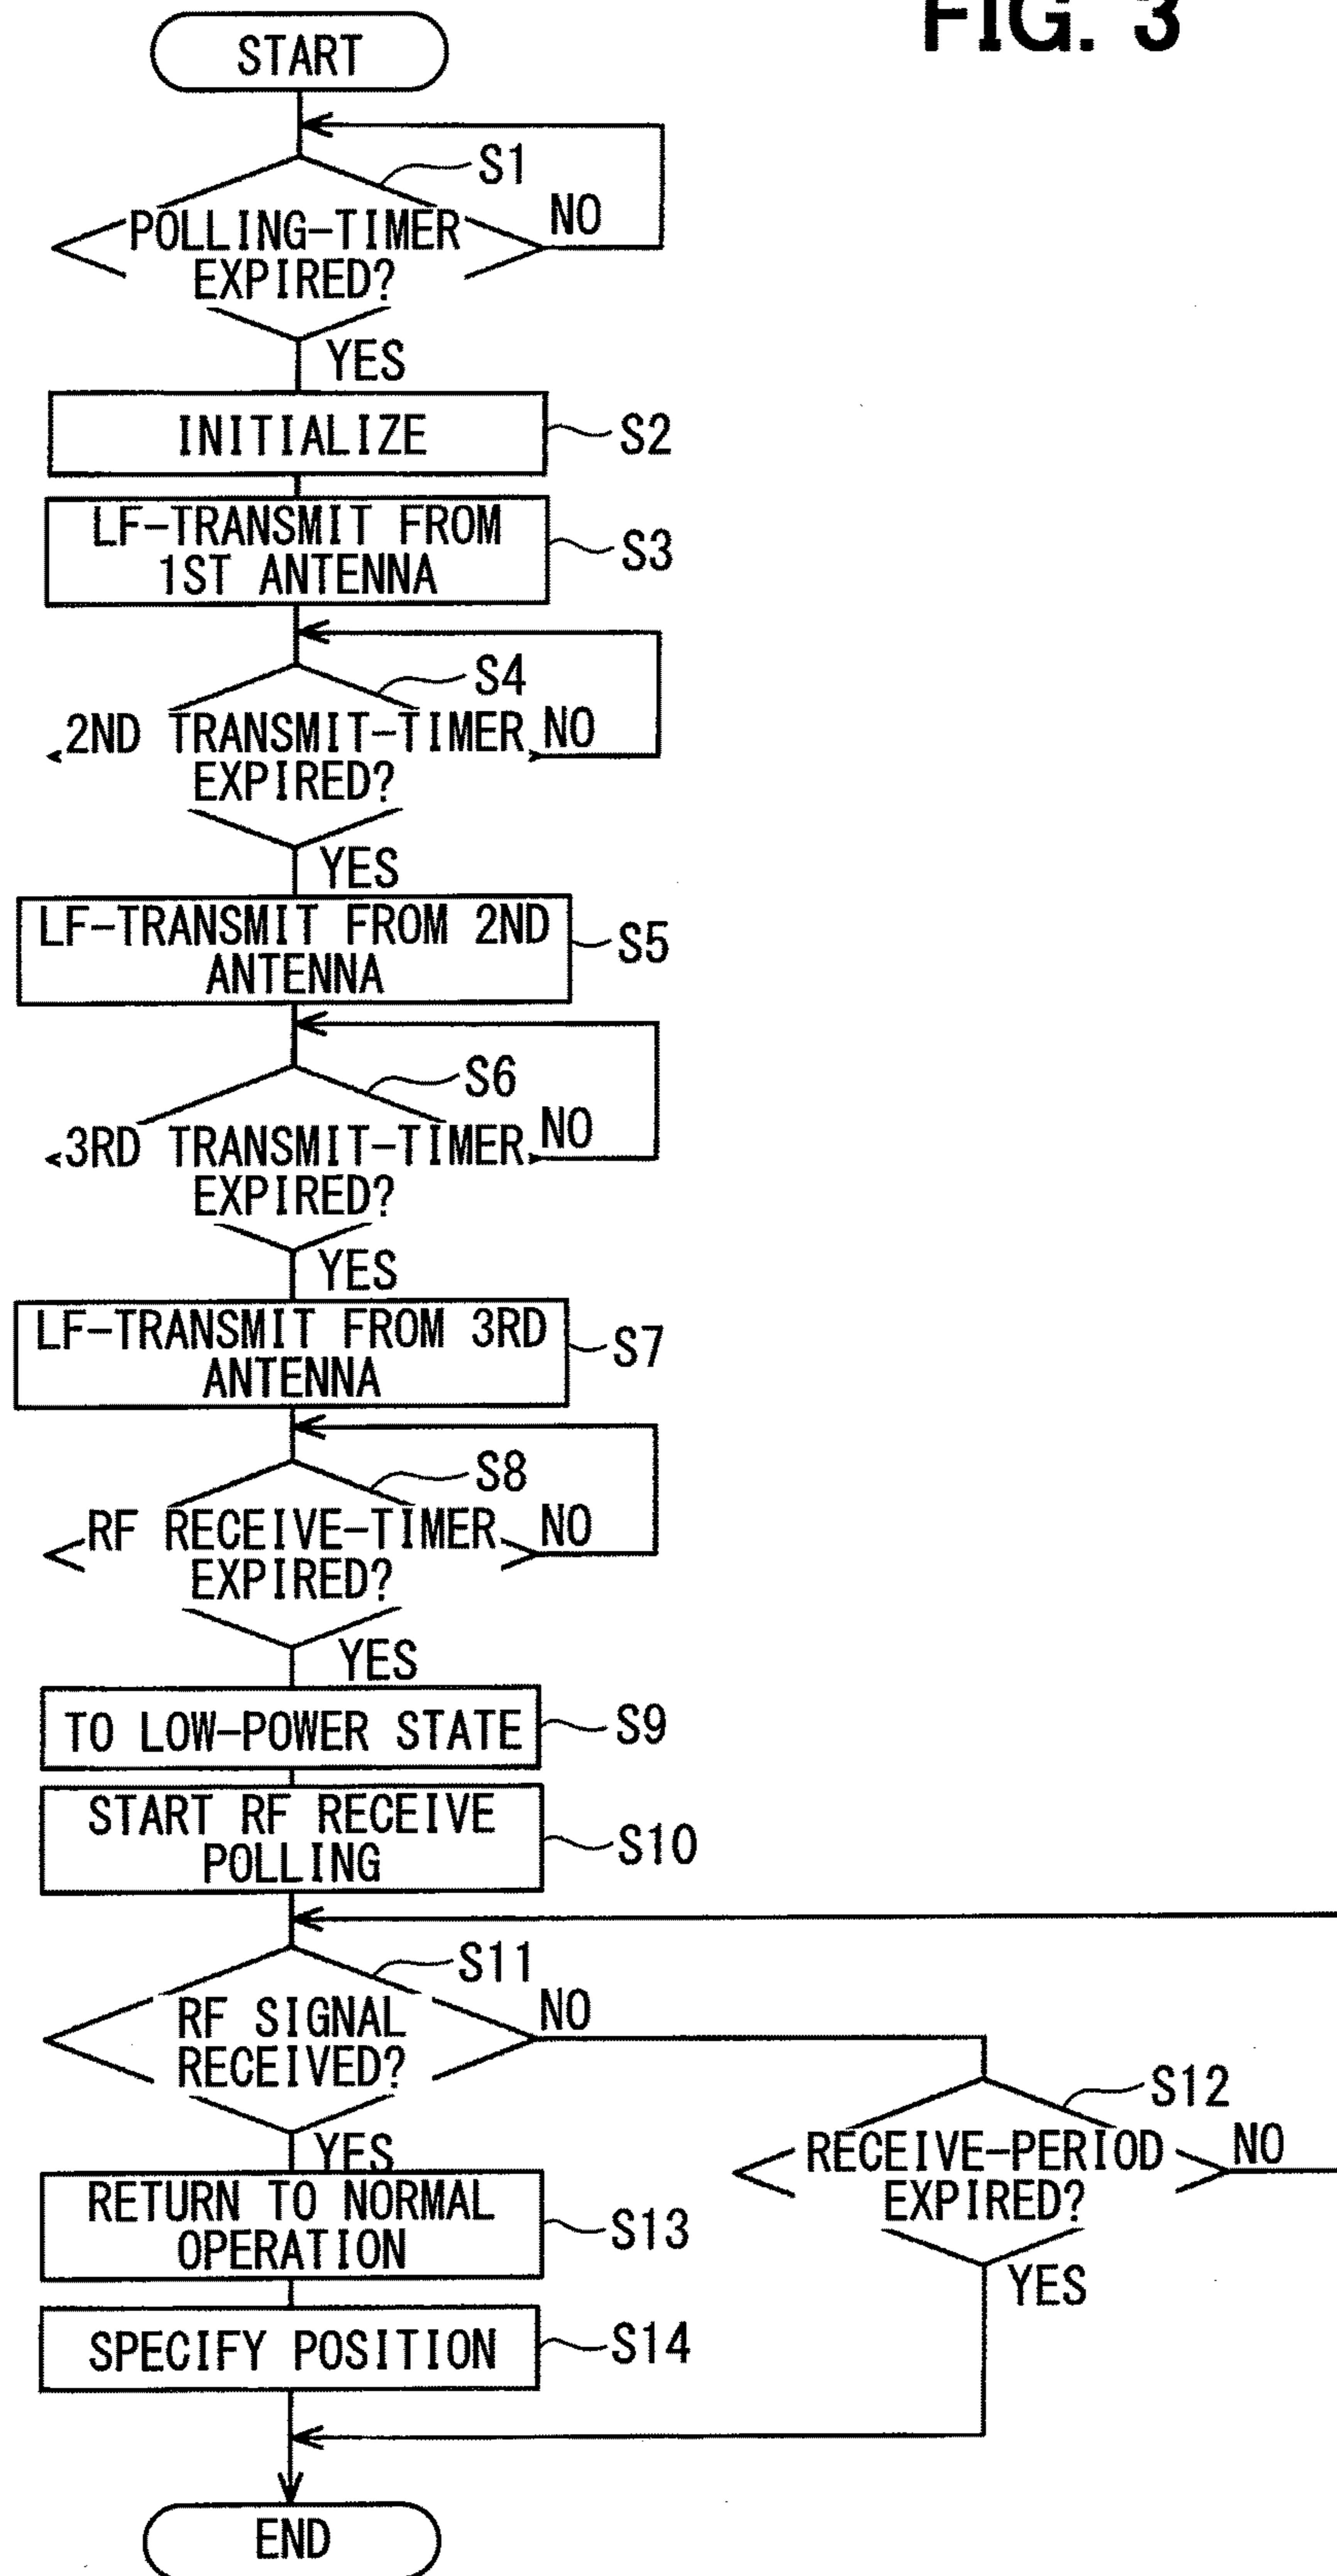 FIG. 3
START
S1
POLLING-TIMER
EXPIRED?
NO
YES
INITIALIZE
S2
LF-TRANSMIT FROM
1ST ANTENNA
S3
S4
2ND TRANSMIT-TIMER
EXPIRED?
NO
YES
LF-TRANSMIT FROM 2ND
ANTENNA
S5
S6
3RD TRANSMIT-TIMER
EXPIRED?
NO
YES
LF-TRANSMIT FROM 3RD
ANTENNA
S7
S8
RF RECEIVE-TIMER
EXPIRED?
NO
YES
TO LOW-POWER STATE
S9
START RF RECEIVE
POLLING
S10
S11
RF SIGNAL
RECEIVED?
NO
YES
S12
RECEIVE-PERIOD
EXPIRED?
NO
YES
RETURN TO NORMAL
OPERATION
S13
SPECIFY POSITION
S14
END